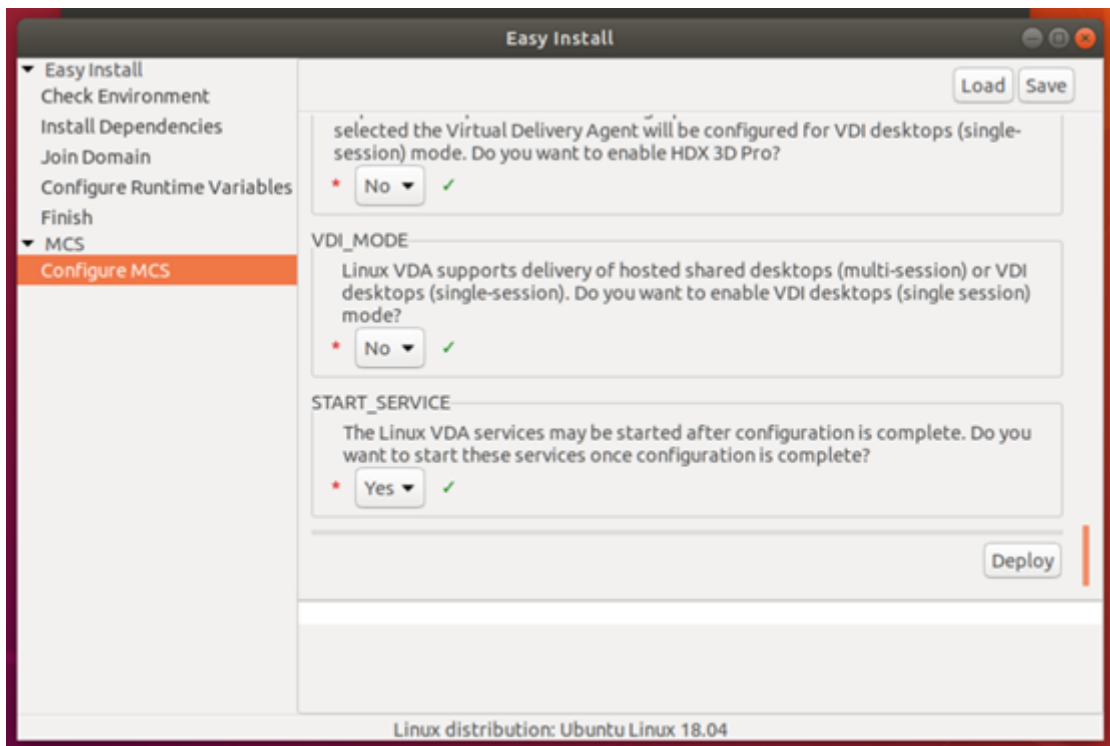 Easy Install
Easy Install
Check Environment
Install Dependencies
Join Domain
Configure Runtime Variables
Finish
MCS
Configure MCS
Load Save
selected the Virtual Delivery Agent will be configured for VDI desktops (single-
session) mode. Do you want to enable HDX 3D Pro?
* No ✓
VDI_MODE
Linux VDA supports delivery of hosted shared desktops (multi-session) or VDI
desktops (single-session). Do you want to enable VDI desktops (single session)
mode?
* No ✓
START_SERVICE
The Linux VDA services may be started after configuration is complete. Do you
want to start these services once configuration is complete?
* Yes ✓
Deploy
Linux distribution: Ubuntu Linux 18.04